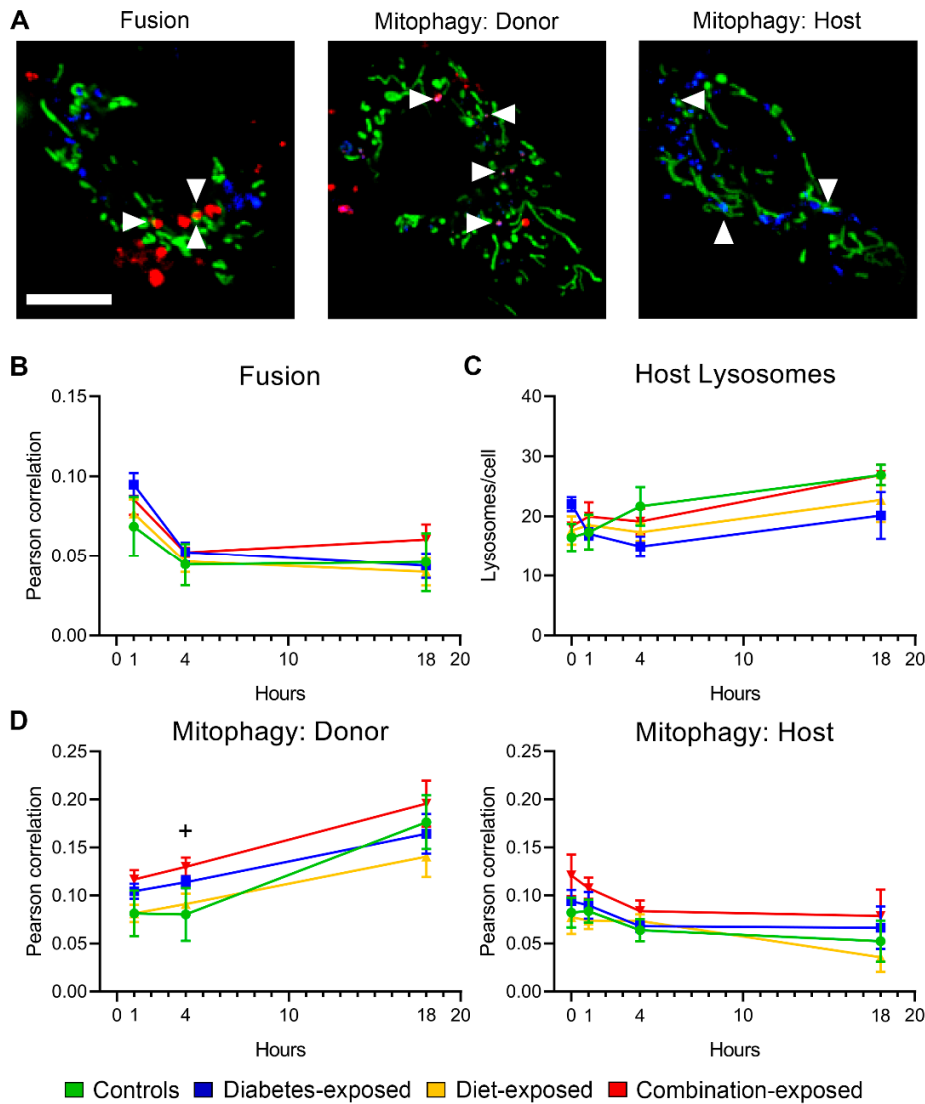 A
Fusion
Mitophagy: Donor
Mitophagy: Host
B
Fusion
Pearson correlation
0.15
0.10
0.05
0.00
0 1 4 10 18 20
Hours
C
Host Lysosomes
Lysosomes/cell
40
30
20
10
0
0 1 4 10 18 20
Hours
D
Mitophagy: Donor
Pearson correlation
0.25
0.20
0.15
0.10
0.05
0.00
+
0 1 4 10 18 20
Hours
Mitophagy: Host
Pearson correlation
0.25
0.20
0.15
0.10
0.05
0.00
0 1 4 10 18 20
Hours
Controls Diabetes-exposed Diet-exposed Combination-exposed